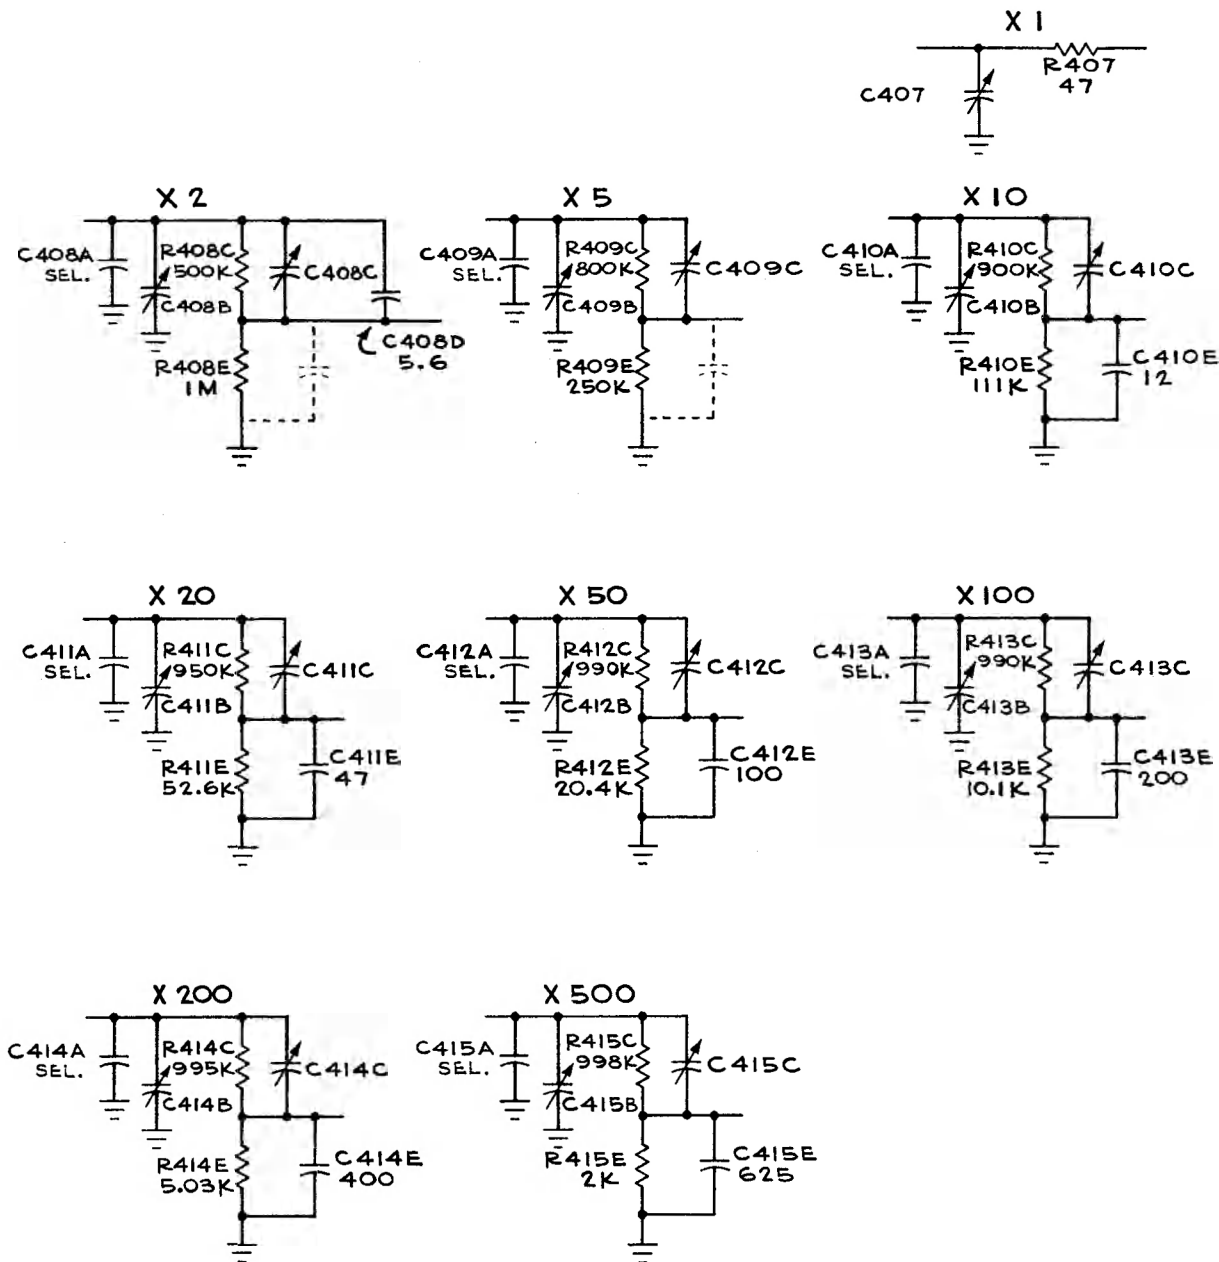 X 1
R407
47
C407
X 2
C408A
SEL.
R408C
500K
C408B
C408C
C408D
5.6
R408E
1M
X 5
C409A
SEL.
R409C
800K
C409B
C409C
R409E
250K
X 10
C410A
SEL.
R410C
900K
C410B
C410C
R410E
111K
C410E
12
X 20
C411A
SEL.
R411C
950K
C411B
C411C
R411E
52.6K
C411E
47
X 50
C412A
SEL.
R412C
990K
C412B
C412C
R412E
20.4K
C412E
100
X 100
C413A
SEL.
R413C
990K
C413B
C413C
R413E
10.1K
C413E
200
X 200
C414A
SEL.
R414C
995K
C414B
C414C
R414E
5.03K
C414E
400
X 500
C415A
SEL.
R415C
998K
C415B
C415C
R415E
2K
C415E
625